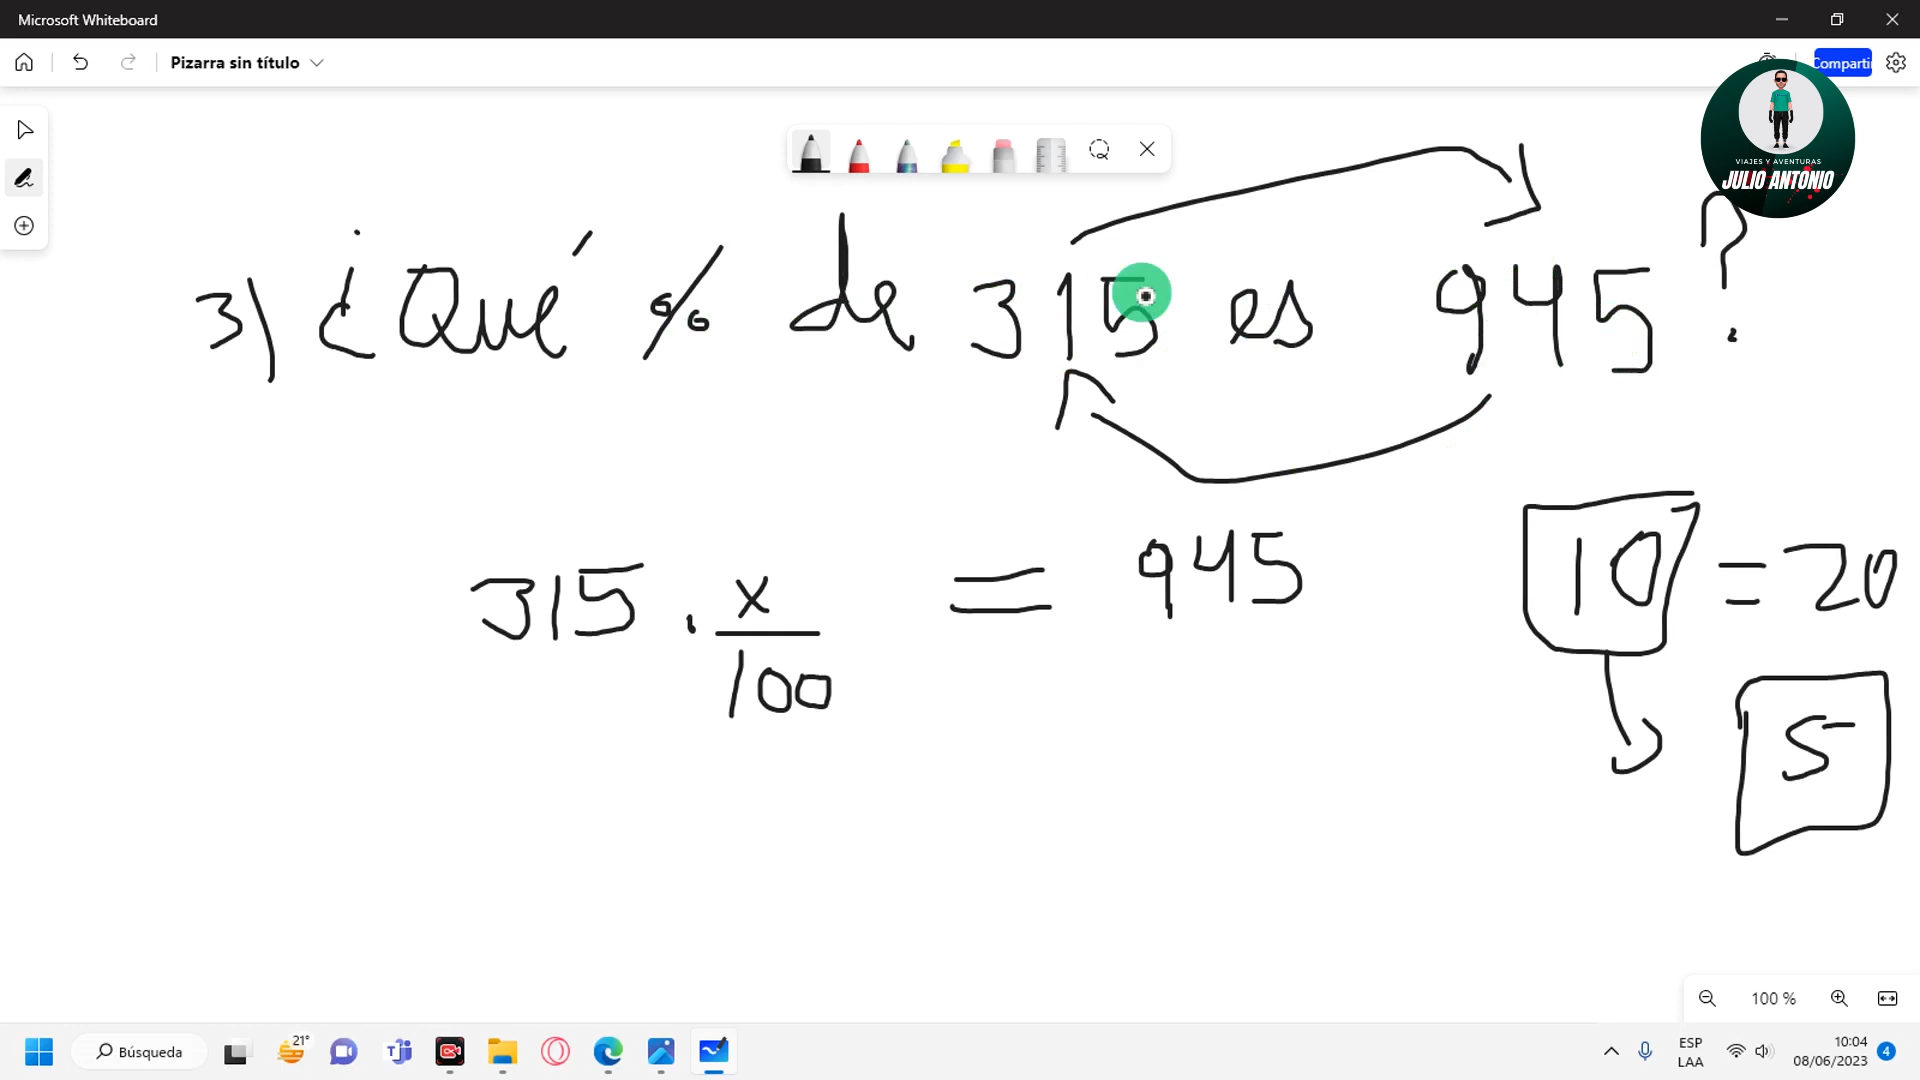 Microsoft Whiteboard
Pizarra sin título
Comparti
VIAJES Y AVENTURAS
JULIO ANTONIO
3) ¿Qué % de 315 es 945?
315 . x/100 = 945
10 = 20
5
100 %
Búsqueda
21°
ESP
LAA
10:04
08/06/2023
4